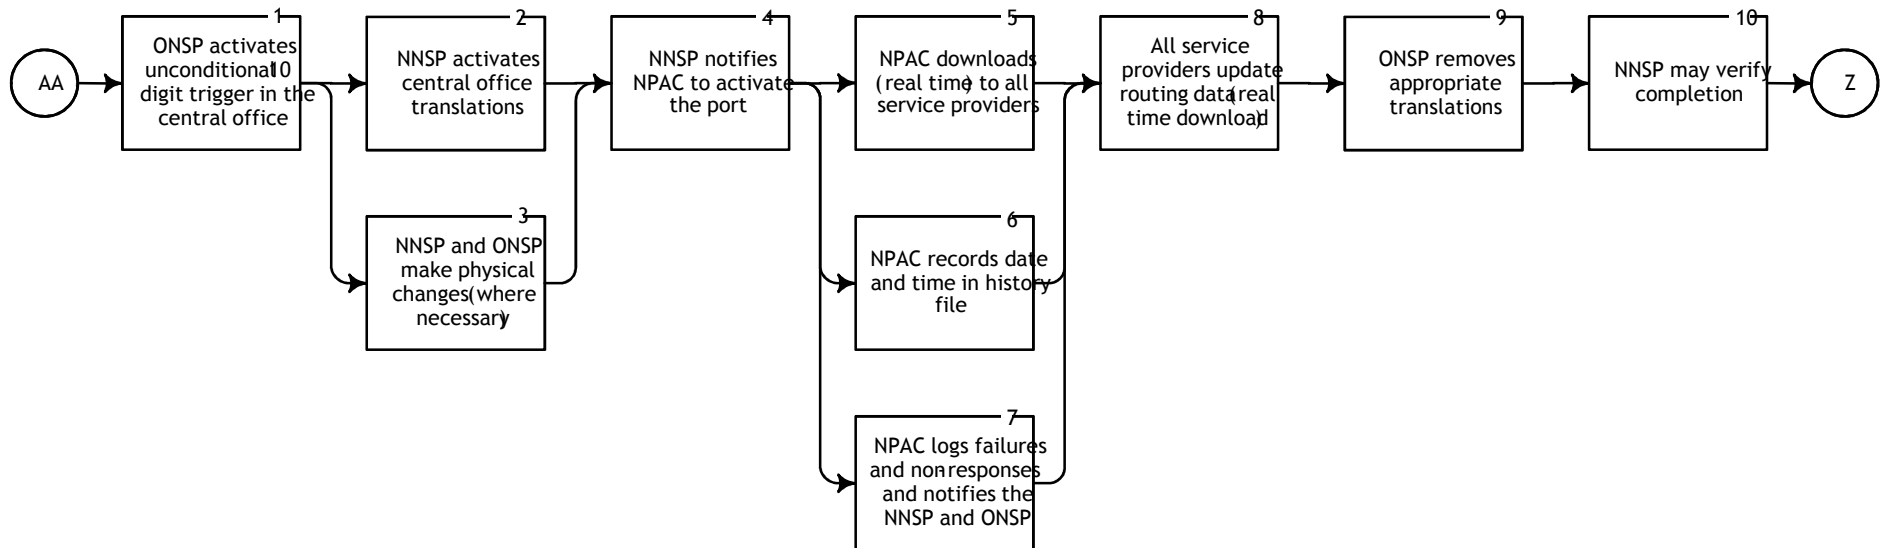 AA
1
ONSP activates
unconditional 10
digit trigger in the
central office
2
NNSP activates
central office
translations
3
NNSP and ONSP
make physical
changes (where
necessary)
4
NNSP notifies
NPAC to activate
the port
5
NPAC downloads
(real time) to all
service providers
6
NPAC records date
and time in history
file
7
NPAC logs failures
and non-responses
and notifies the
NNSP and ONSP
8
All service
providers update
routing data (real
time download)
9
ONSP removes
appropriate
translations
10
NNSP may verify
completion
Z